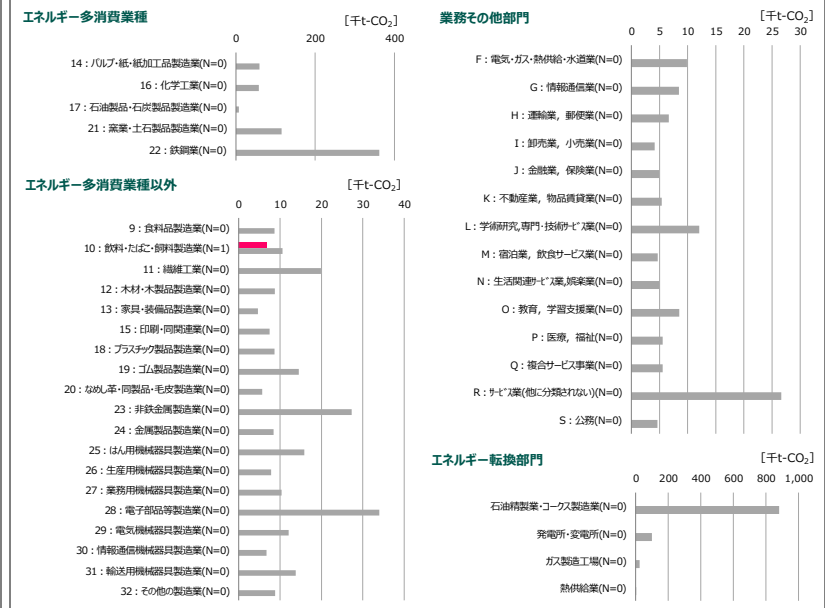 エネルギー多消費業種
[千t-CO₂]
0 200 400
14：パルプ・紙・紙加工品製造業(N=0)
16：化学工業(N=0)
17：石油製品・石炭製品製造業(N=0)
21：窯業・土石製品製造業(N=0)
22：鉄鋼業(N=0)
エネルギー多消費業種以外
[千t-CO₂]
0 10 20 30 40
9：食料品製造業(N=0)
10：飲料・たばこ・飼料製造業(N=1)
11：繊維工業(N=0)
12：木材・木製品製造業(N=0)
13：家具・装備品製造業(N=0)
15：印刷・同関連業(N=0)
18：プラスチック製品製造業(N=0)
19：ゴム製品製造業(N=0)
20：なめし革・同製品・毛皮製造業(N=0)
23：非鉄金属製造業(N=0)
24：金属製品製造業(N=0)
25：はん用機械器具製造業(N=0)
26：生産用機械器具製造業(N=0)
27：業務用機械器具製造業(N=0)
28：電子部品等製造業(N=0)
29：電気機械器具製造業(N=0)
30：情報通信機械器具製造業(N=0)
31：輸送用機械器具製造業(N=0)
32：その他の製造業(N=0)
業務その他部門
[千t-CO₂]
0 5 10 15 20 25 30
F：電気・ガス・熱供給・水道業(N=0)
G：情報通信業(N=0)
H：運輸業，郵便業(N=0)
I：卸売業，小売業(N=0)
J：金融業，保険業(N=0)
K：不動産業，物品賃貸業(N=0)
L：学術研究,専門・技術サービス業(N=0)
M：宿泊業，飲食サービス業(N=0)
N：生活関連サービス業,娯楽業(N=0)
O：教育，学習支援業(N=0)
P：医療，福祉(N=0)
Q：複合サービス事業(N=0)
R：サービス業(他に分類されない)(N=0)
S：公務(N=0)
エネルギー転換部門
[千t-CO₂]
0 200 400 600 800 1,000
石油精製業・コークス製造業(N=0)
発電所・変電所(N=0)
ガス製造工場(N=0)
熱供給業(N=0)